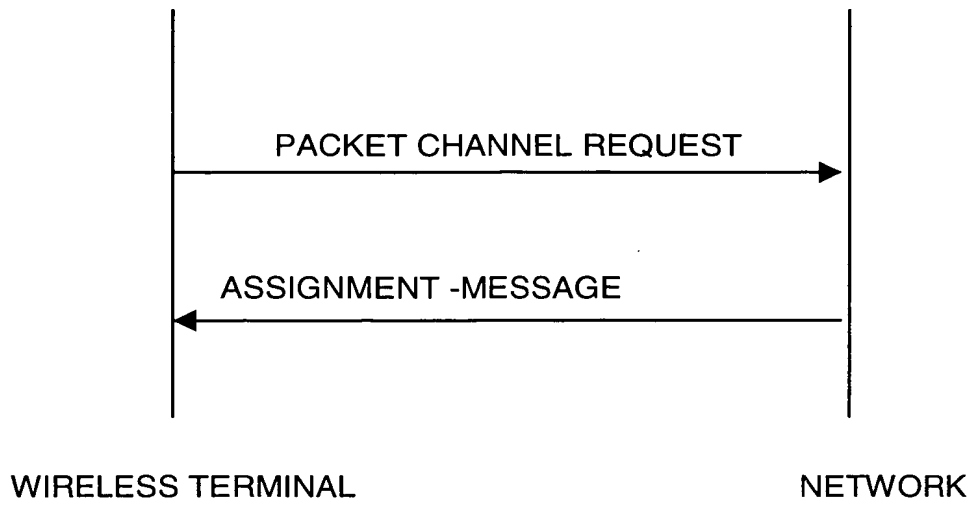 PACKET CHANNEL REQUEST
ASSIGNMENT -MESSAGE
WIRELESS TERMINAL NETWORK